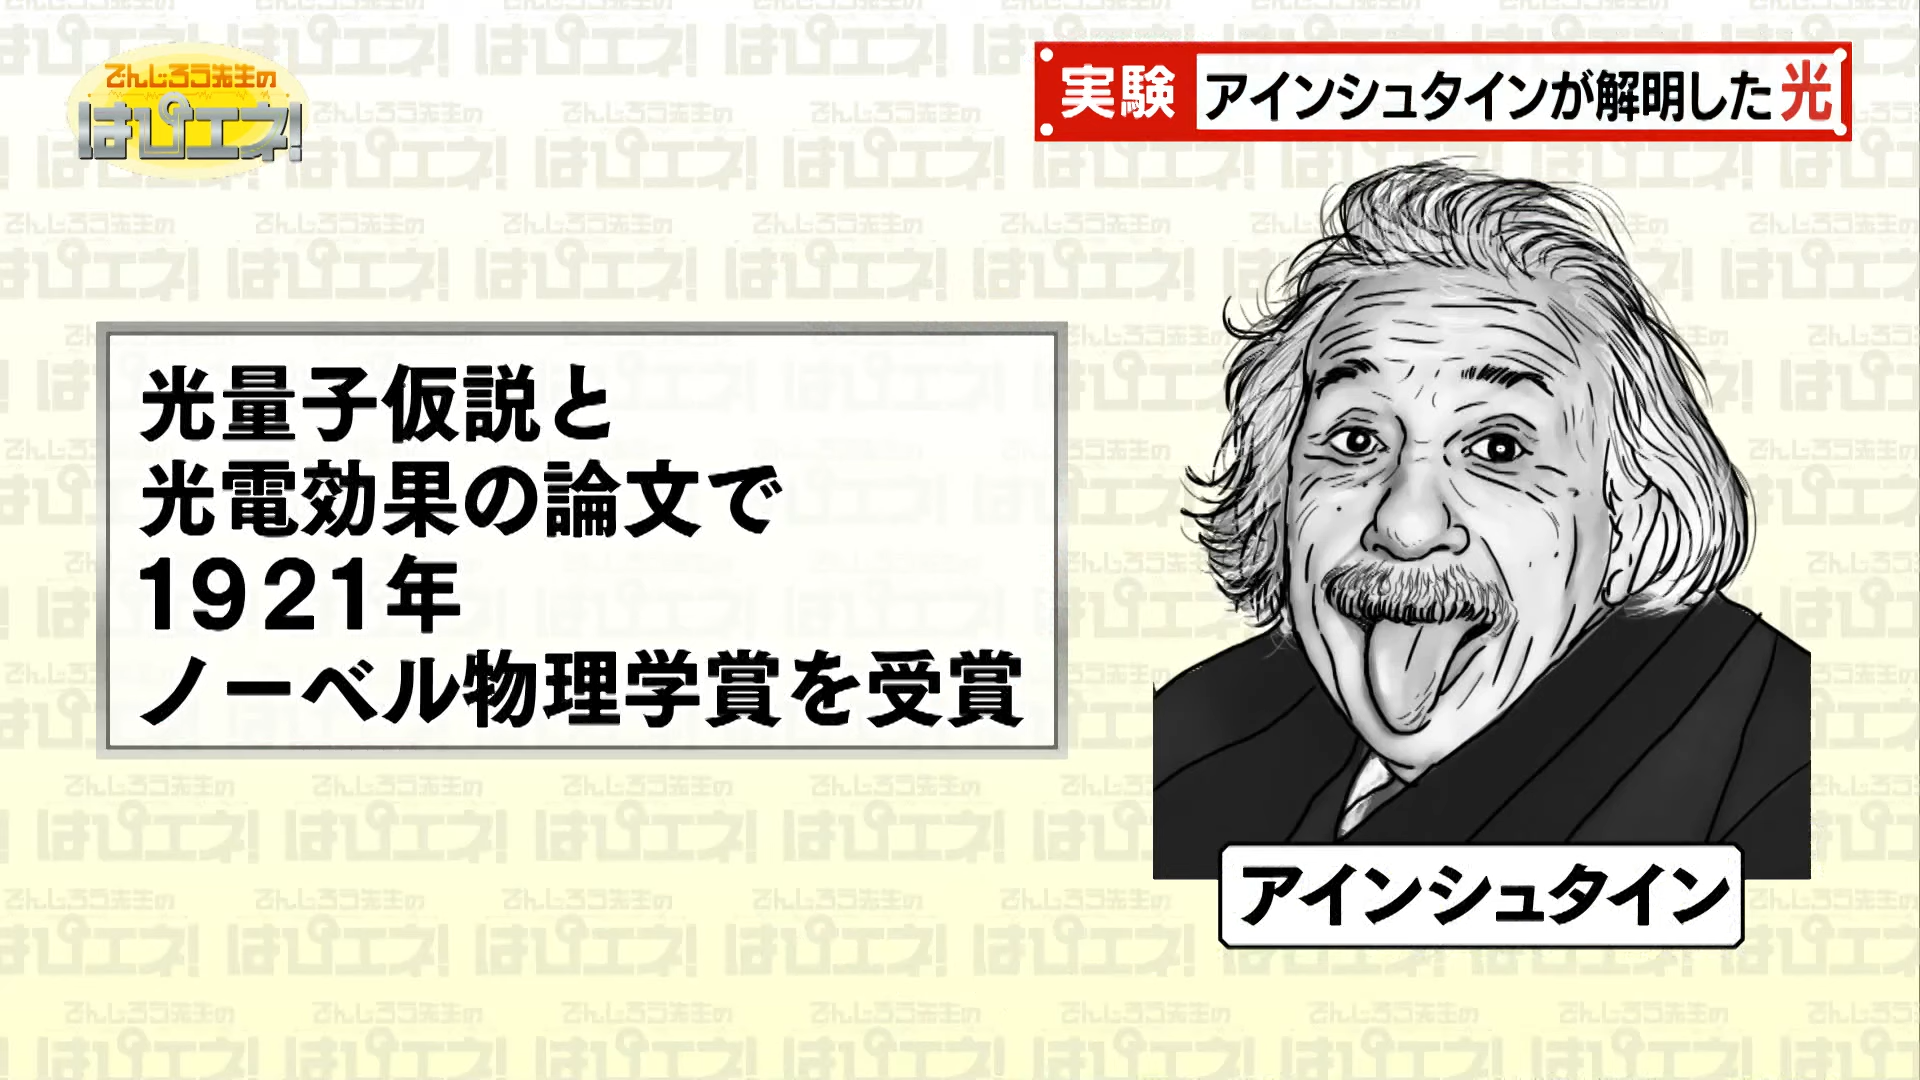 でんじろう先生の
はぴエネ!
実験 アインシュタインが解明した光
光量子仮説と
光電効果の論文で
1921年
ノーベル物理学賞を受賞
アインシュタイン